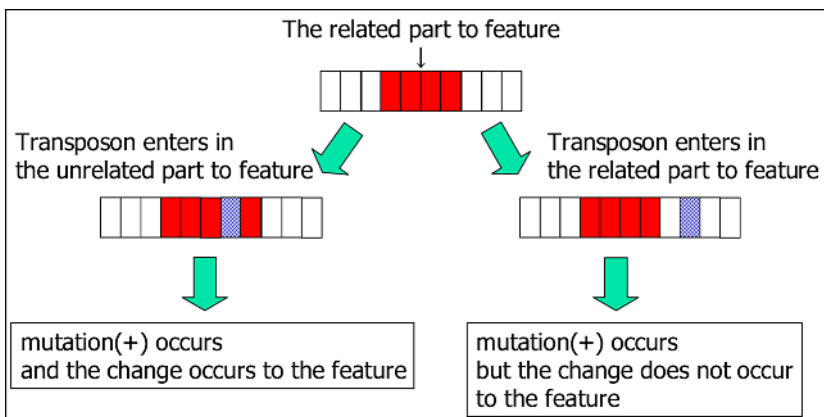 The related part to feature
↓
Transposon enters in
the unrelated part to feature
Transposon enters in
the related part to feature
mutation(+) occurs
and the change occurs to the feature
mutation(+) occurs
but the change does not occur
to the feature